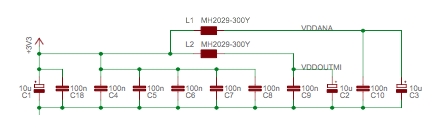 L1 MH2029-300Y
VDDANA
L2 MH2029-300Y
+3V3
VDDOUTMI
10u 100n 100n 100n 100n 100n 100n 100n 10u 100n 10u
C1 C18 C4 C5 C6 C7 C8 C9 C2 C10 C3